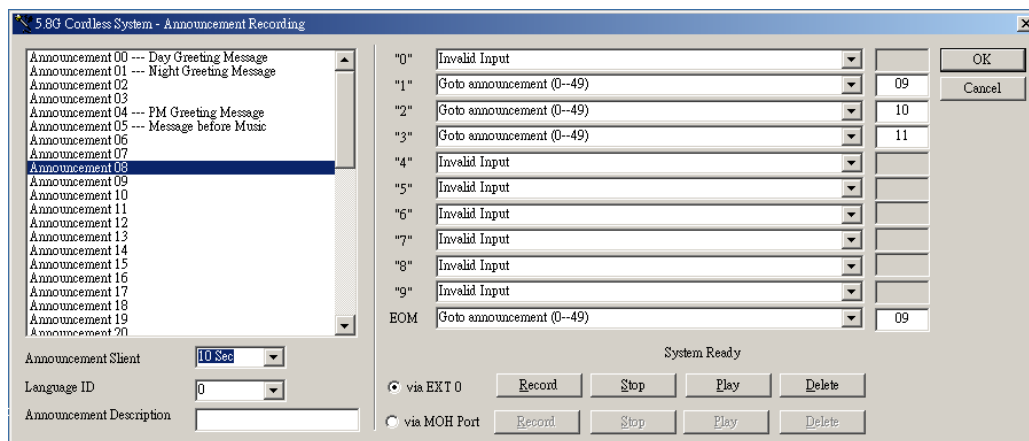 5.8G Cordless System - Announcement Recording
Announcement 00 --- Day Greeting Message
Announcement 01 --- Night Greeting Message
Announcement 02
Announcement 03
Announcement 04 --- PM Greeting Message
Announcement 05 --- Message before Music
Announcement 06
Announcement 07
Announcement 08
Announcement 09
Announcement 10
Announcement 11
Announcement 12
Announcement 13
Announcement 14
Announcement 15
Announcement 16
Announcement 17
Announcement 18
Announcement 19
Announcement 20
Announcement Slient 10 Sec
Language ID 0
Announcement Description
"0" Invalid Input
"1" Goto announcement (0--49) 09
"2" Goto announcement (0--49) 10
"3" Goto announcement (0--49) 11
"4" Invalid Input
"5" Invalid Input
"6" Invalid Input
"7" Invalid Input
"8" Invalid Input
"9" Invalid Input
EOM Goto announcement (0--49) 09
System Ready
via EXT 0 Record Stop Play Delete
via MOH Port Record Stop Play Delete
OK
Cancel